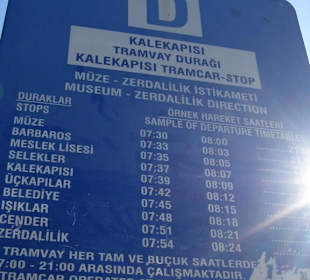 D
KALEKAPISI
TRAMVAY DURAĞI
KALEKAPISI TRAMCAR-STOP
MÜZE - ZERDALİLİK İSTİKAMETİ
MUSEUM - ZERDALİLİK DIRECTION
DURAKLAR ÖRNEK HAREKET SAATLERİ
STOPS SAMPLE OF DEPARTURE TIMETABLES
MÜZE 07:30 08:00
BARBAROS 07:33 08:03
MESLEK LİSESİ 07:35 08:05
SELEKLER 07:37 08:07
KALEKAPISI 07:39 08:09
ÜÇKAPILAR 07:42 08:12
BELEDİYE 07:45 08:15
IŞIKLAR 07:48 08:18
CENDER 07:51 08:21
ZERDALİLİK 07:54 08:24
TRAMVAY HER TAM VE BUÇUK SAATLERDE
07:00 - 21:00 ARASINDA ÇALIŞMAKTADIR
TRAMCAR OPERATES